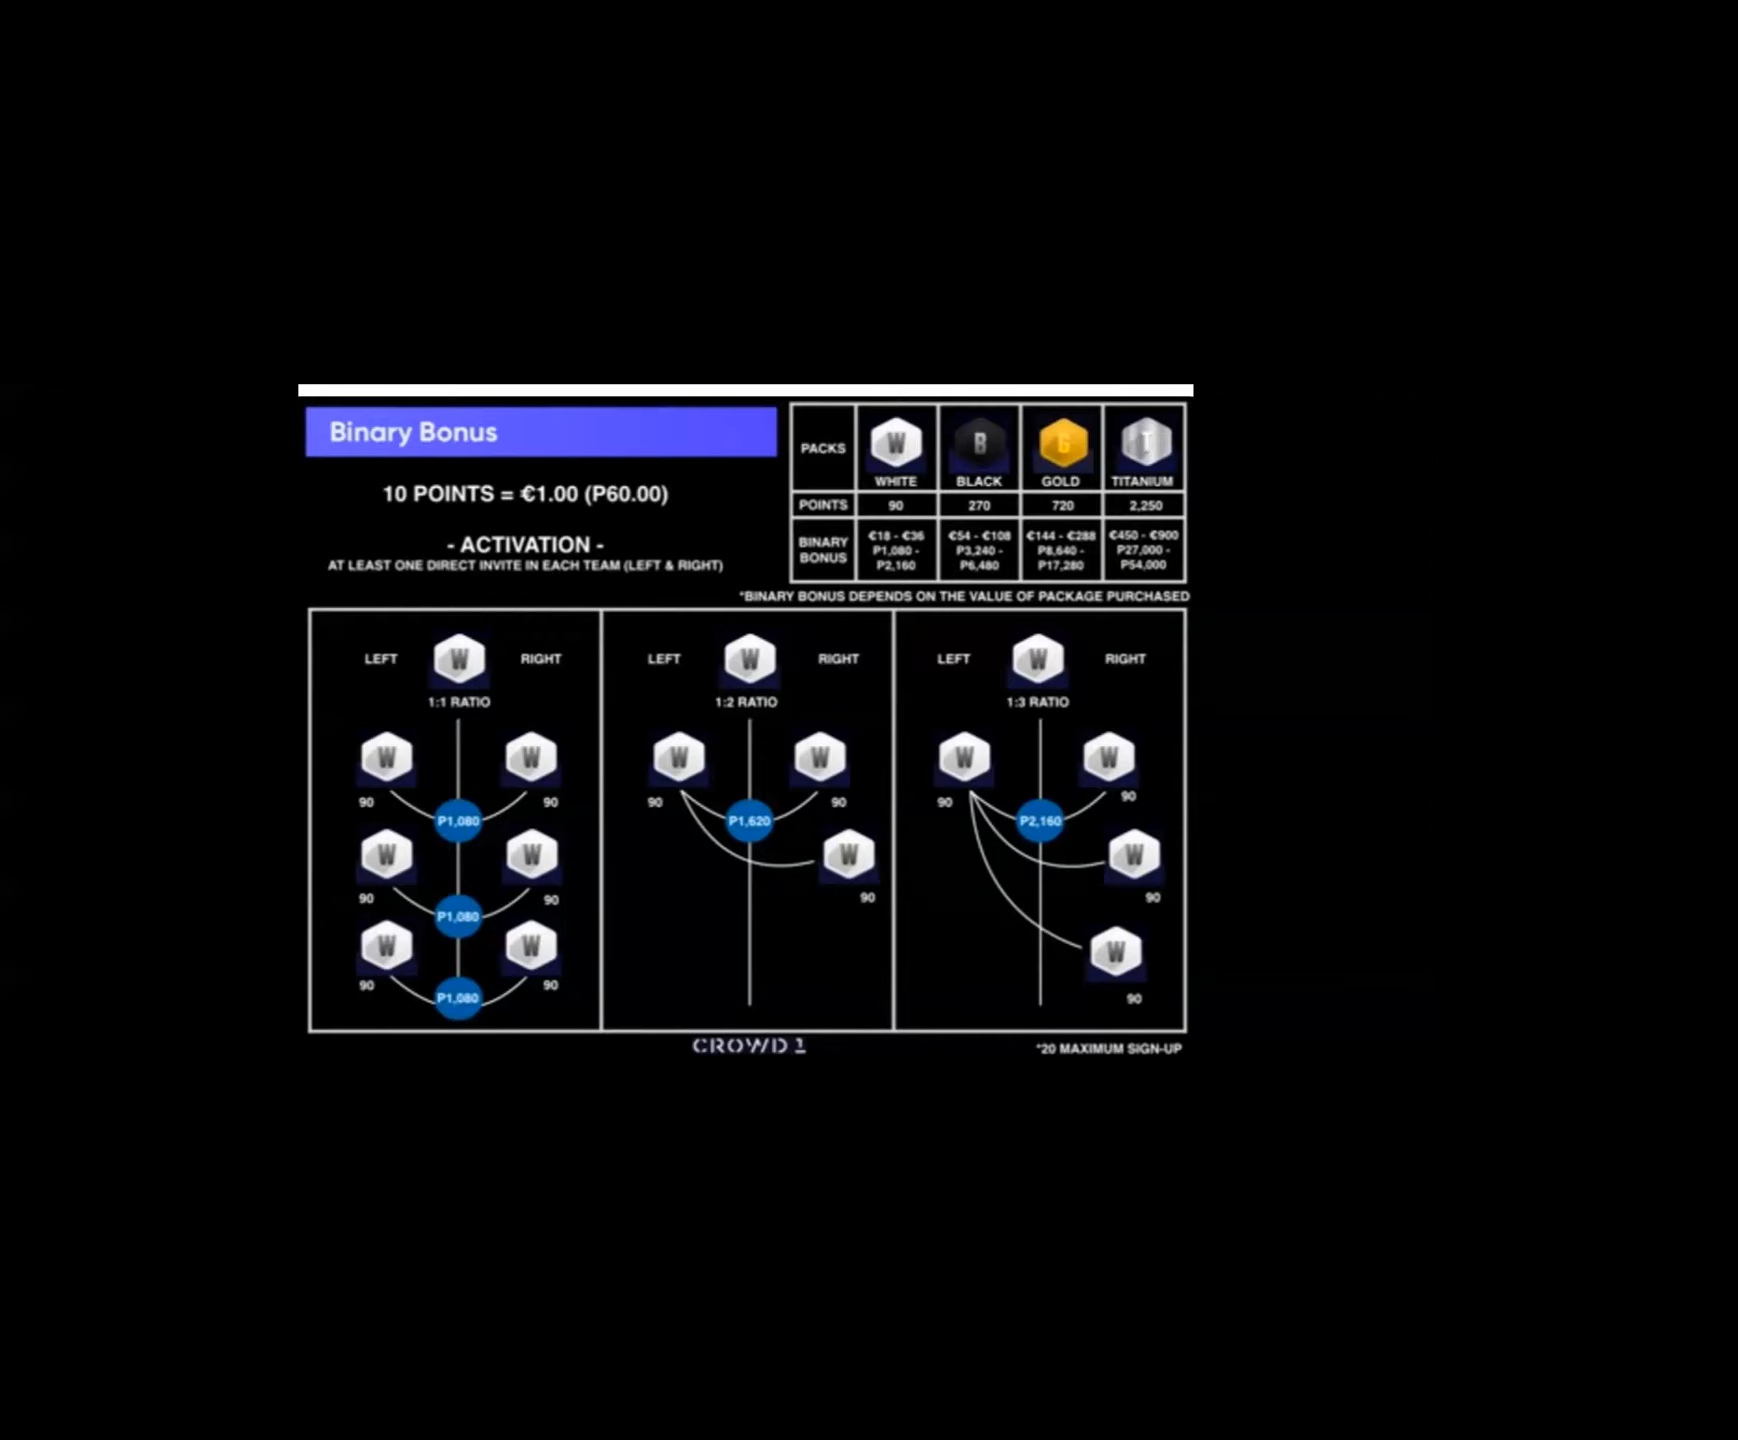 Binary Bonus
10 POINTS = €1.00 (P60.00)
- ACTIVATION -
AT LEAST ONE DIRECT INVITE IN EACH TEAM (LEFT & RIGHT)
PACKS W B G T
WHITE BLACK GOLD TITANIUM
POINTS 90 270 720 2,250
BINARY BONUS
€18 - €36 P1,080 - P2,160
€54 - €108 P3,240 - P6,480
€144 - €288 P8,640 - P17,280
€450 - €900 P27,000 - P54,000
*BINARY BONUS DEPENDS ON THE VALUE OF PACKAGE PURCHASED
LEFT W RIGHT
1:1 RATIO
W W
90 90
P1,080
W W
90 90
P1,080
W W
90 90
P1,080
LEFT W RIGHT
1:2 RATIO
W W
90 90
P1,620
W
90
LEFT W RIGHT
1:3 RATIO
W W
90 90
P2,160
W
90
W
90
CROWD 1
*20 MAXIMUM SIGN-UP